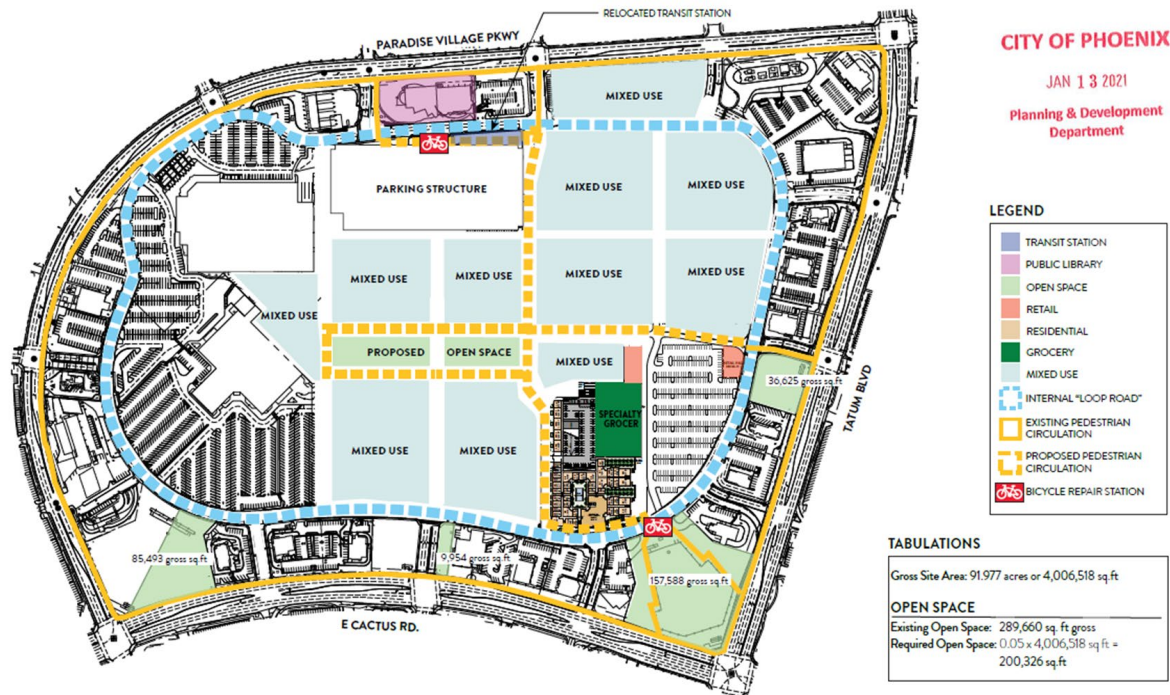 RELOCATED TRANSIT STATION
PARADISE VILLAGE PKWY
CITY OF PHOENIX
JAN 13 2021
Planning & Development
Department
MIXED USE
PARKING STRUCTURE
MIXED USE
MIXED USE
MIXED USE
MIXED USE
MIXED USE
MIXED USE
MIXED USE
PROPOSED OPEN SPACE
MIXED USE
36,625 gross sq.ft
SPECIALTY
GROCER
TATUM BLVD
MIXED USE
MIXED USE
85,493 gross sq.ft
9,954 gross sq.ft
157,588 gross sq.ft
E CACTUS RD.
LEGEND
TRANSIT STATION
PUBLIC LIBRARY
OPEN SPACE
RETAIL
RESIDENTIAL
GROCERY
MIXED USE
INTERNAL "LOOP ROAD"
EXISTING PEDESTRIAN
CIRCULATION
PROPOSED PEDESTRIAN
CIRCULATION
BICYCLE REPAIR STATION
TABULATIONS
Gross Site Area: 91.977 acres or 4,006,518 sq.ft
OPEN SPACE
Existing Open Space: 289,660 sq. ft gross
Required Open Space: 0.05 x 4,006,518 sq ft =
200,326 sq.ft